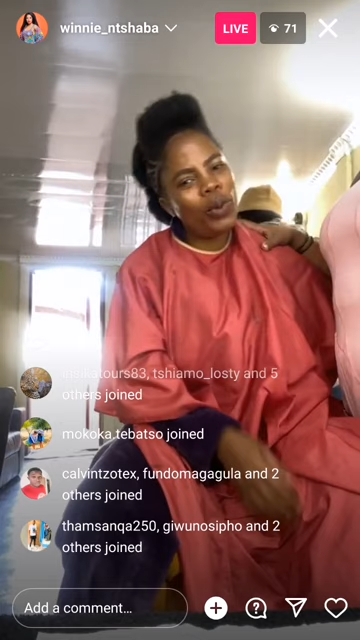 winnie_ntshaba
LIVE
71
tours83, tshiamo_losty and 5
others joined
mokoka.tebatso joined
calvintzotex, fundomagagula and 2
others joined
thamsanqa250, giwunosipho and 2
others joined
Add a comment...